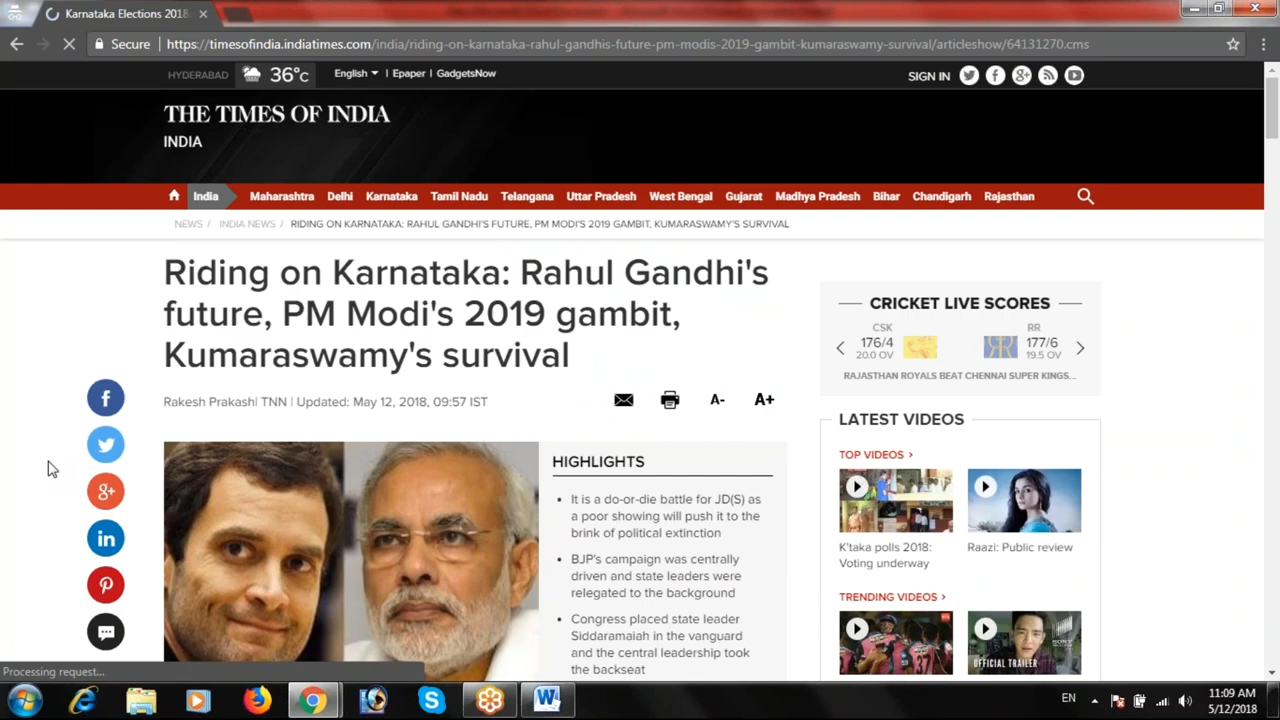 Karnataka Elections 2018
Secure https://timesofindia.indiatimes.com/india/riding-on-karnataka-rahul-gandhis-future-pm-modis-2019-gambit-kumaraswamy-survival/articleshow/64131270.cms
HYDERABAD 36°C English | Epaper | GadgetsNow SIGN IN
THE TIMES OF INDIA
INDIA
India Maharashtra Delhi Karnataka Tamil Nadu Telangana Uttar Pradesh West Bengal Gujarat Madhya Pradesh Bihar Chandigarh Rajasthan
NEWS / INDIA NEWS / RIDING ON KARNATAKA: RAHUL GANDHI'S FUTURE, PM MODI'S 2019 GAMBIT, KUMARASWAMY'S SURVIVAL
Riding on Karnataka: Rahul Gandhi's
future, PM Modi's 2019 gambit,
Kumaraswamy's survival
Rakesh Prakash| TNN | Updated: May 12, 2018, 09:57 IST
A- A+
HIGHLIGHTS
• It is a do-or-die battle for JD(S) as
a poor showing will push it to the
brink of political extinction
• BJP's campaign was centrally
driven and state leaders were
relegated to the background
• Congress placed state leader
Siddaramaiah in the vanguard
and the central leadership took
the backseat
CRICKET LIVE SCORES
CSK RR
176/4 177/6
20.0 OV 19.5 OV
RAJASTHAN ROYALS BEAT CHENNAI SUPER KINGS...
LATEST VIDEOS
TOP VIDEOS >
K'taka polls 2018:
Voting underway
Raazi: Public review
TRENDING VIDEOS >
OFFICIAL TRAILER
SONY
Processing request...
EN 11:09 AM
5/12/2018